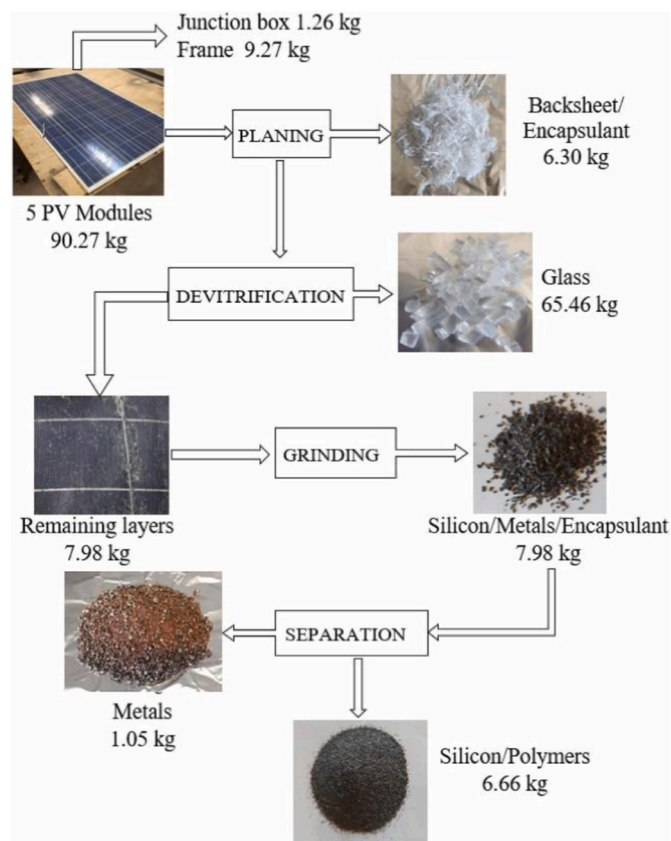 Junction box 1.26 kg
Frame 9.27 kg
PLANING
Backsheet/
Encapsulant
6.30 kg
5 PV Modules
90.27 kg
DEVITRIFICATION
Glass
65.46 kg
GRINDING
Remaining layers
7.98 kg
Silicon/Metals/Encapsulant
7.98 kg
SEPARATION
Metals
1.05 kg
Silicon/Polymers
6.66 kg